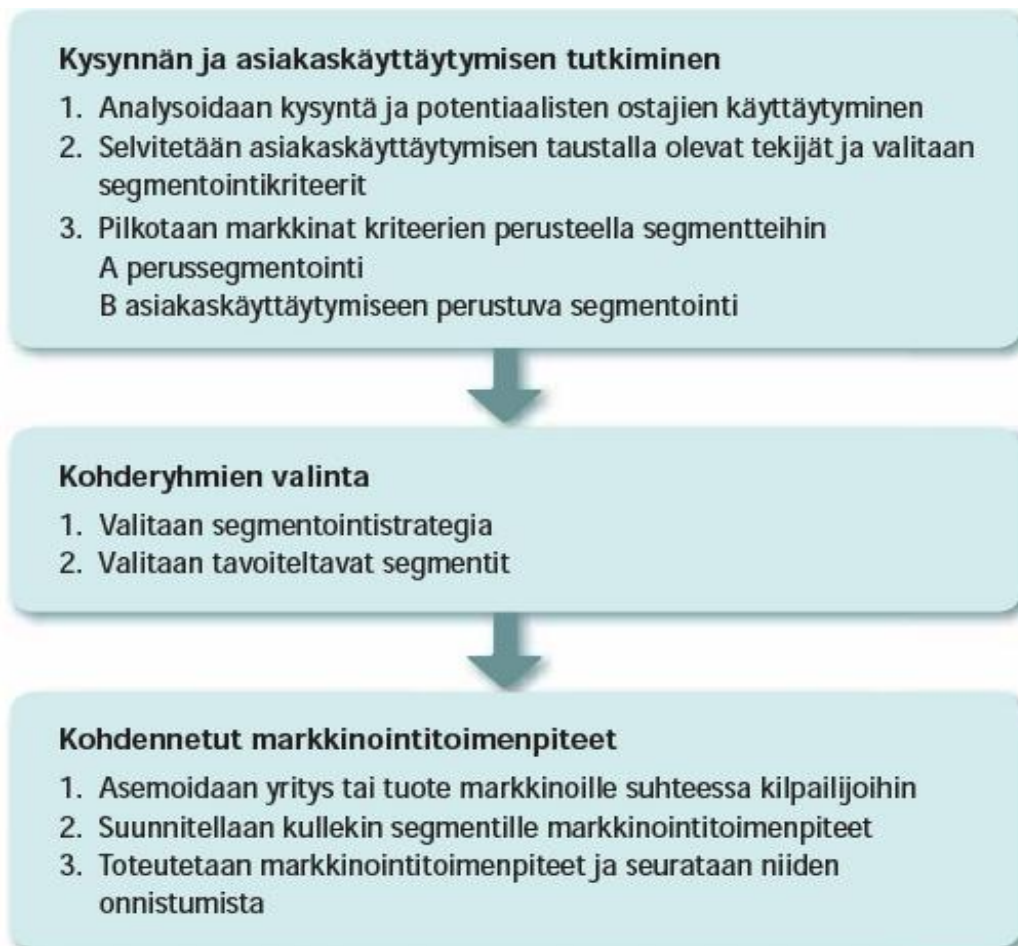 Kysynnän ja asiakaskäyttäytymisen tutkiminen
1. Analysoidaan kysyntä ja potentiaalisten ostajien käyttäytyminen
2. Selvitetään asiakaskäyttäytymisen taustalla olevat tekijät ja valitaan
segmentointikriteerit
3. Pilkotaan markkinat kriteerien perusteella segmentteihin
A perussegmentointi
B asiakaskäyttäytymiseen perustuva segmentointi
Kohderyhmien valinta
1. Valitaan segmentointistrategia
2. Valitaan tavoiteltavat segmentit
Kohdennetut markkinointitoimenpiteet
1. Asemoidaan yritys tai tuote markkinoille suhteessa kilpailijoihin
2. Suunnitellaan kullekin segmentille markkinointitoimenpiteet
3. Toteutetaan markkinointitoimenpiteet ja seurataan niiden
onnistumista